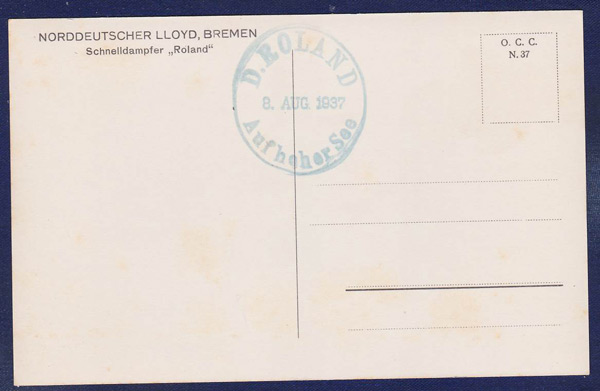 NORDDEUTSCHER LLOYD, BREMEN
Schnelldampfer „Roland“
D. ROLAND
8. AUG. 1937
Auf hoher See
O. C. C.
N. 37